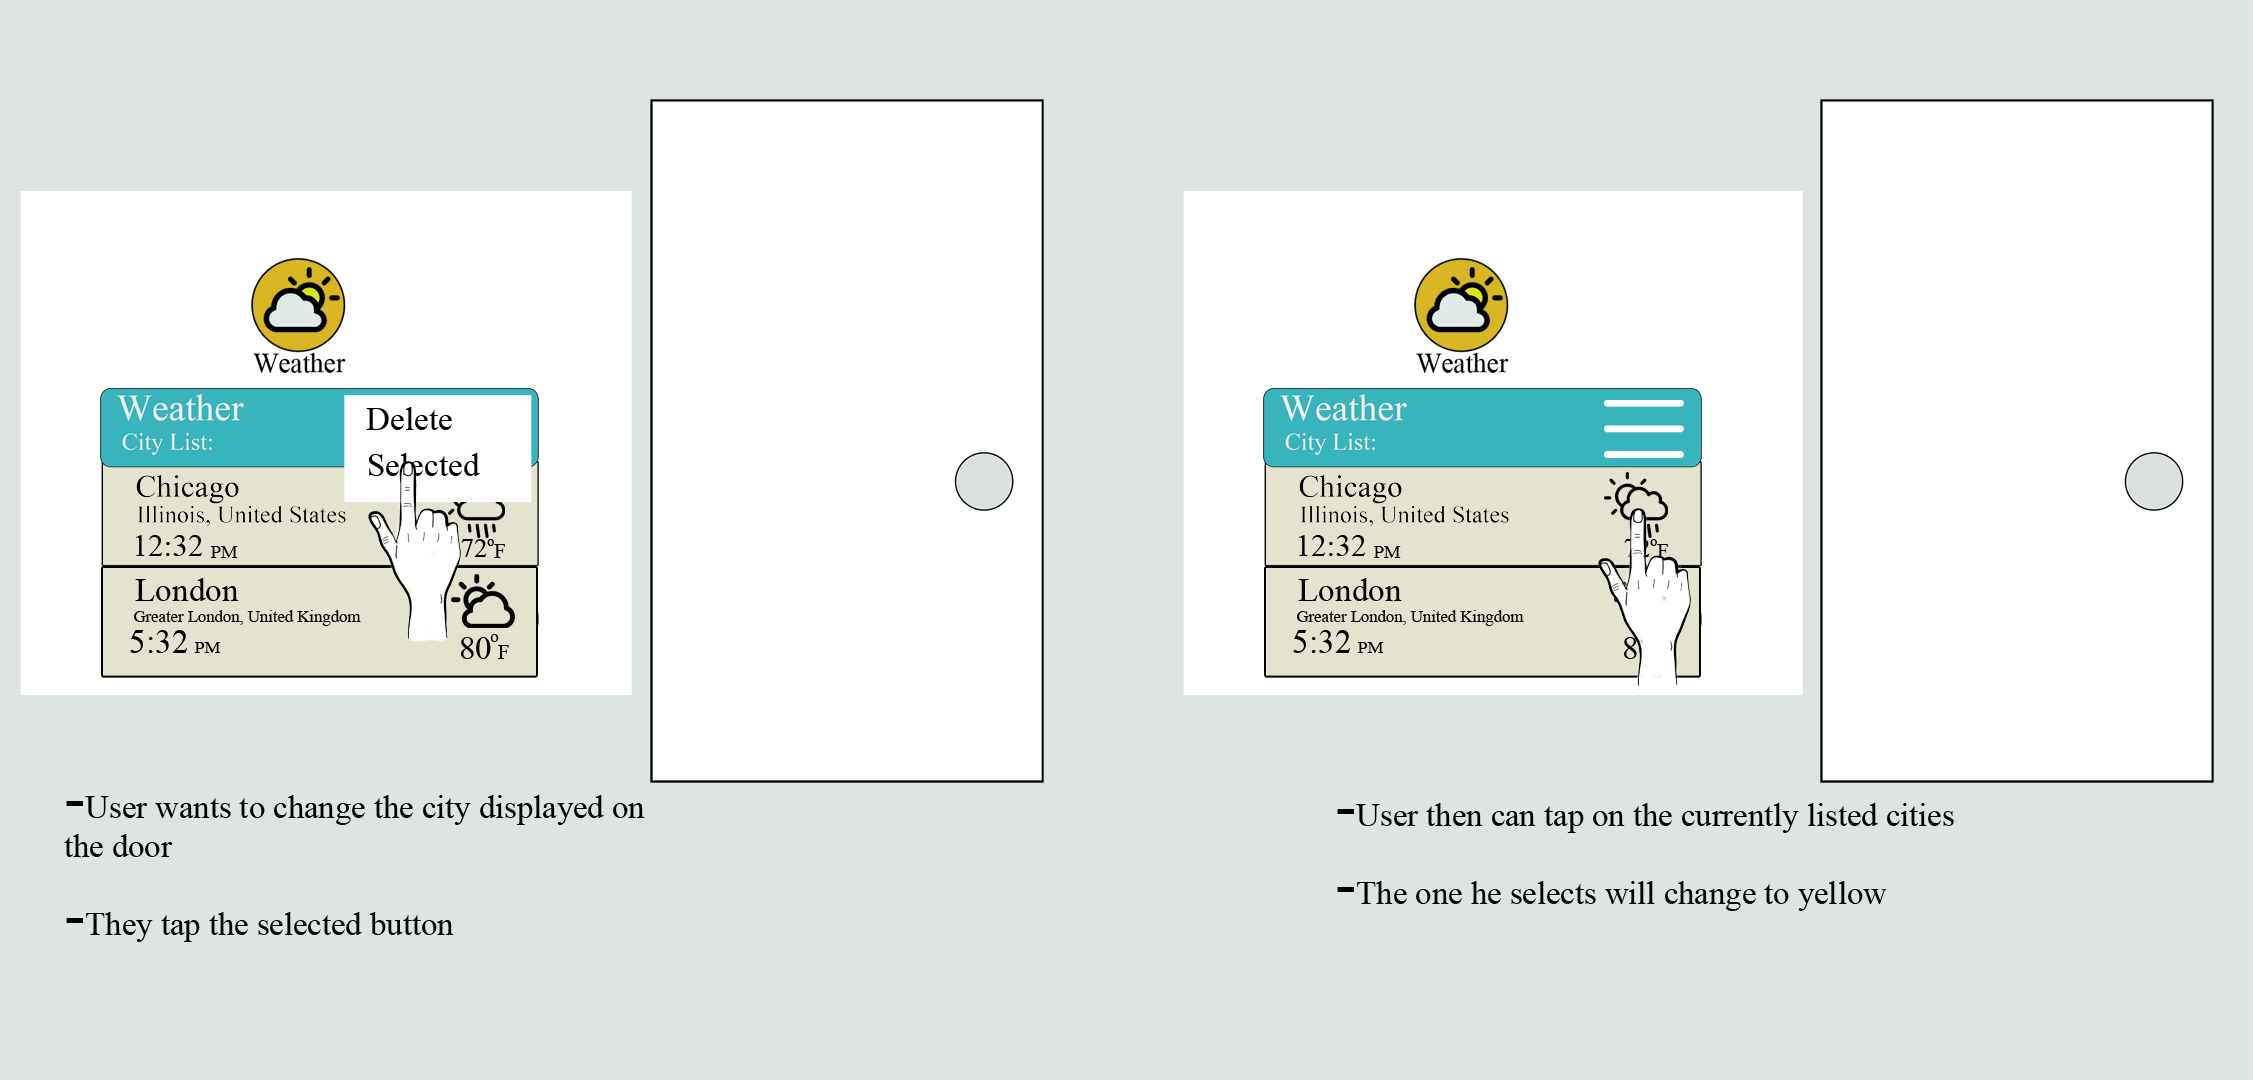 Weather
Weather
City List:
Delete
Selected
Chicago
Illinois, United States
12:32 PM
72°F
London
Greater London, United Kingdom
5:32 PM
80°F
-User wants to change the city displayed on
the door
-They tap the selected button
Weather
Weather
City List:
Chicago
Illinois, United States
12:32 PM
London
Greater London, United Kingdom
5:32 PM
-User then can tap on the currently listed cities
-The one he selects will change to yellow